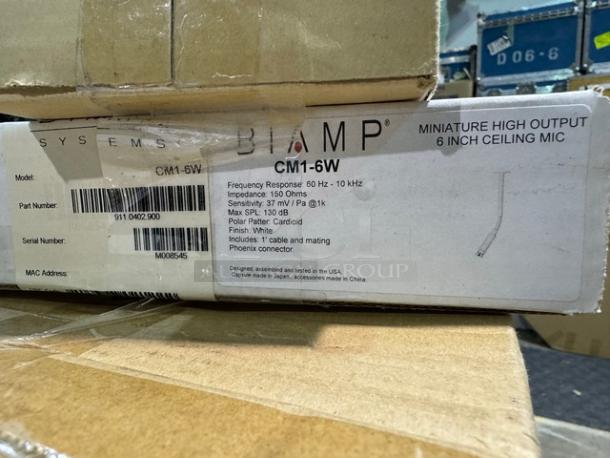 D06-6
SYSTEMS
Model:
CM1-6W
Part Number:
911.0402.900
Serial Number:
M008545
MAC Address:
BIAMP®
CM1-6W
MINIATURE HIGH OUTPUT
6 INCH CEILING MIC
Frequency Response: 50 Hz - 10 kHz
Impedance: 150 Ohms
Sensitivity: 37 mV / Pa @1k
Max SPL: 130 dB
Polar Patter: Cardioid
Finish: White
Includes: 1' cable and mating
Phoenix connector.
Designed, assembled and tested in the USA.
Capsule made in Japan, accessories made in China.
GROUP